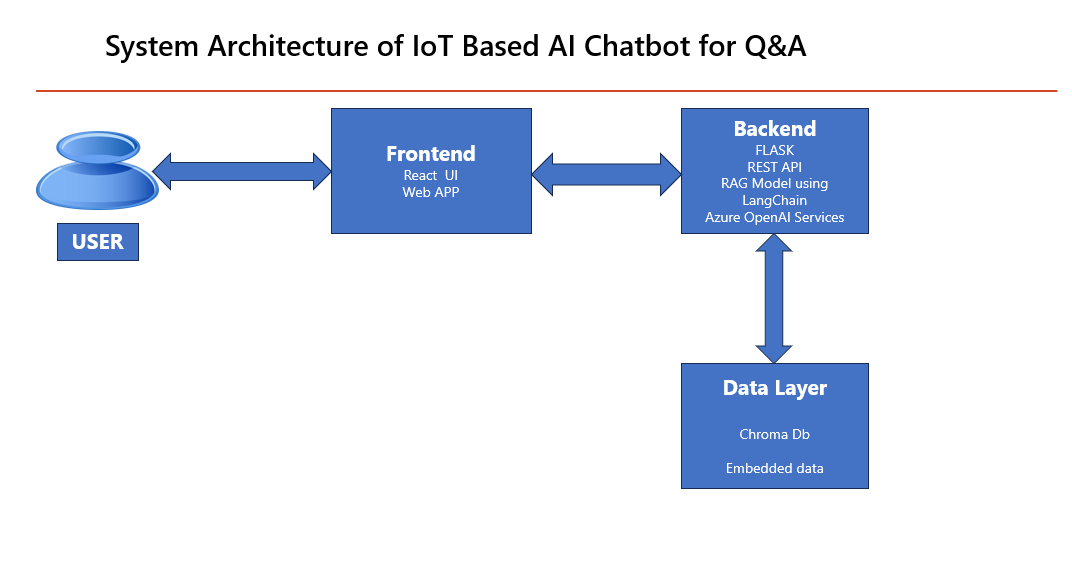 System Architecture of IoT Based AI Chatbot for Q&A
USER
Frontend
React UI
Web APP
Backend
FLASK
REST API
RAG Model using
LangChain
Azure OpenAI Services
Data Layer
Chroma Db
Embedded data